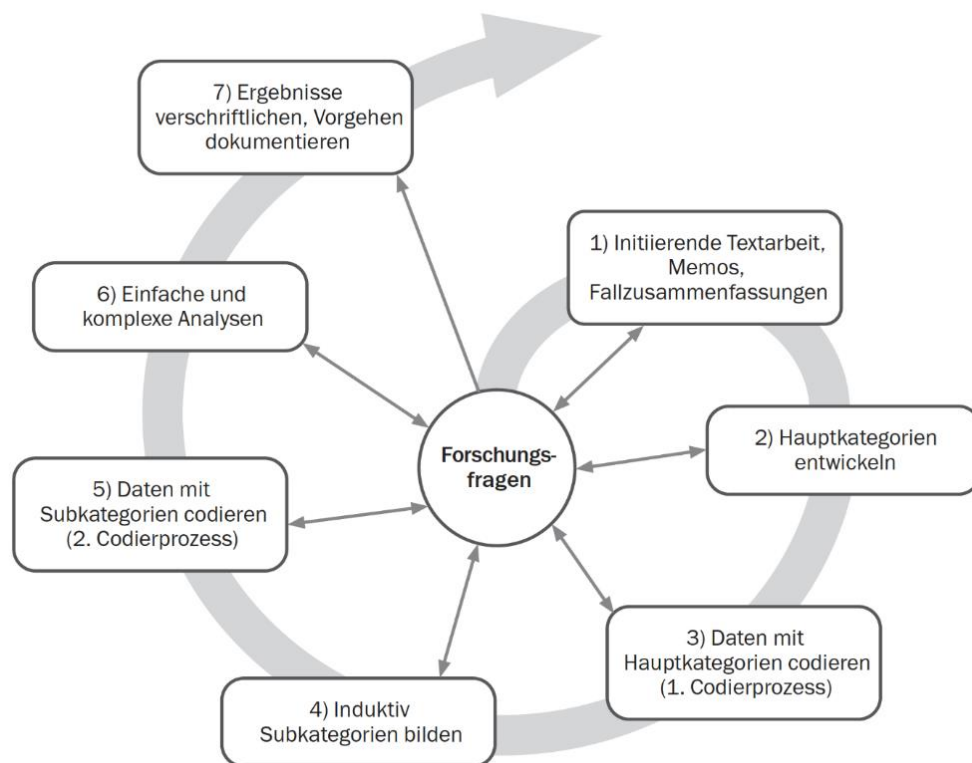 7) Ergebnisse
verschriftlichen, Vorgehen
dokumentieren
1) Initiierende Textarbeit,
Memos,
Fallzusammenfassungen
6) Einfache und
komplexe Analysen
2) Hauptkategorien
entwickeln
Forschungs-
fragen
5) Daten mit
Subkategorien codieren
(2. Codierprozess)
3) Daten mit
Hauptkategorien codieren
(1. Codierprozess)
4) Induktiv
Subkategorien bilden